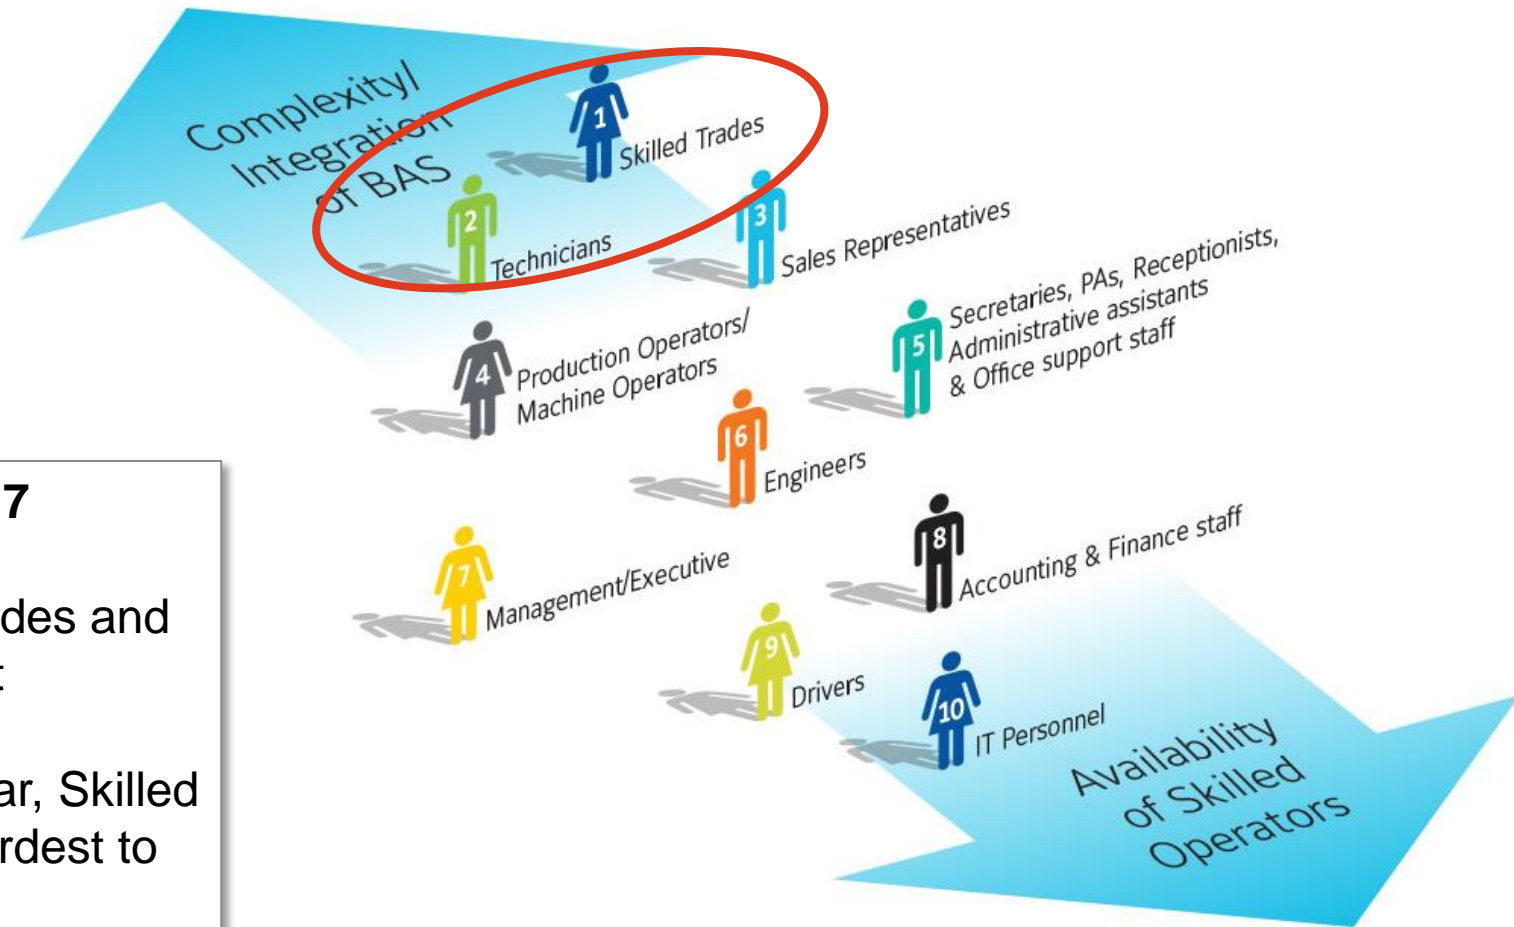 Complexity/
Integration
of BAS
1
Skilled Trades
2
Technicians
3
Sales Representatives
4
Production Operators/
Machine Operators
5
Secretaries, PAs, Receptionists,
Administrative assistants
& Office support staff
6
Engineers
7
Management/Executive
8
Accounting & Finance staff
9
Drivers
10
IT Personnel
Availability
of Skilled
Operators
7
des and
t
ar, Skilled
rdest to